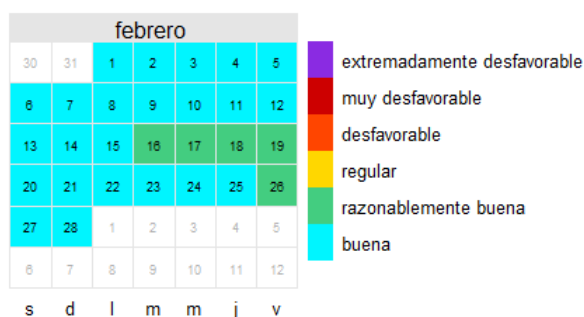 febrero
30 31 1 2 3 4 5
6 7 8 9 10 11 12
13 14 15 16 17 18 19
20 21 22 23 24 25 26
27 28 1 2 3 4 5
6 7 8 9 10 11 12
s d l m m j v
extremadamente desfavorable
muy desfavorable
desfavorable
regular
razonablemente buena
buena